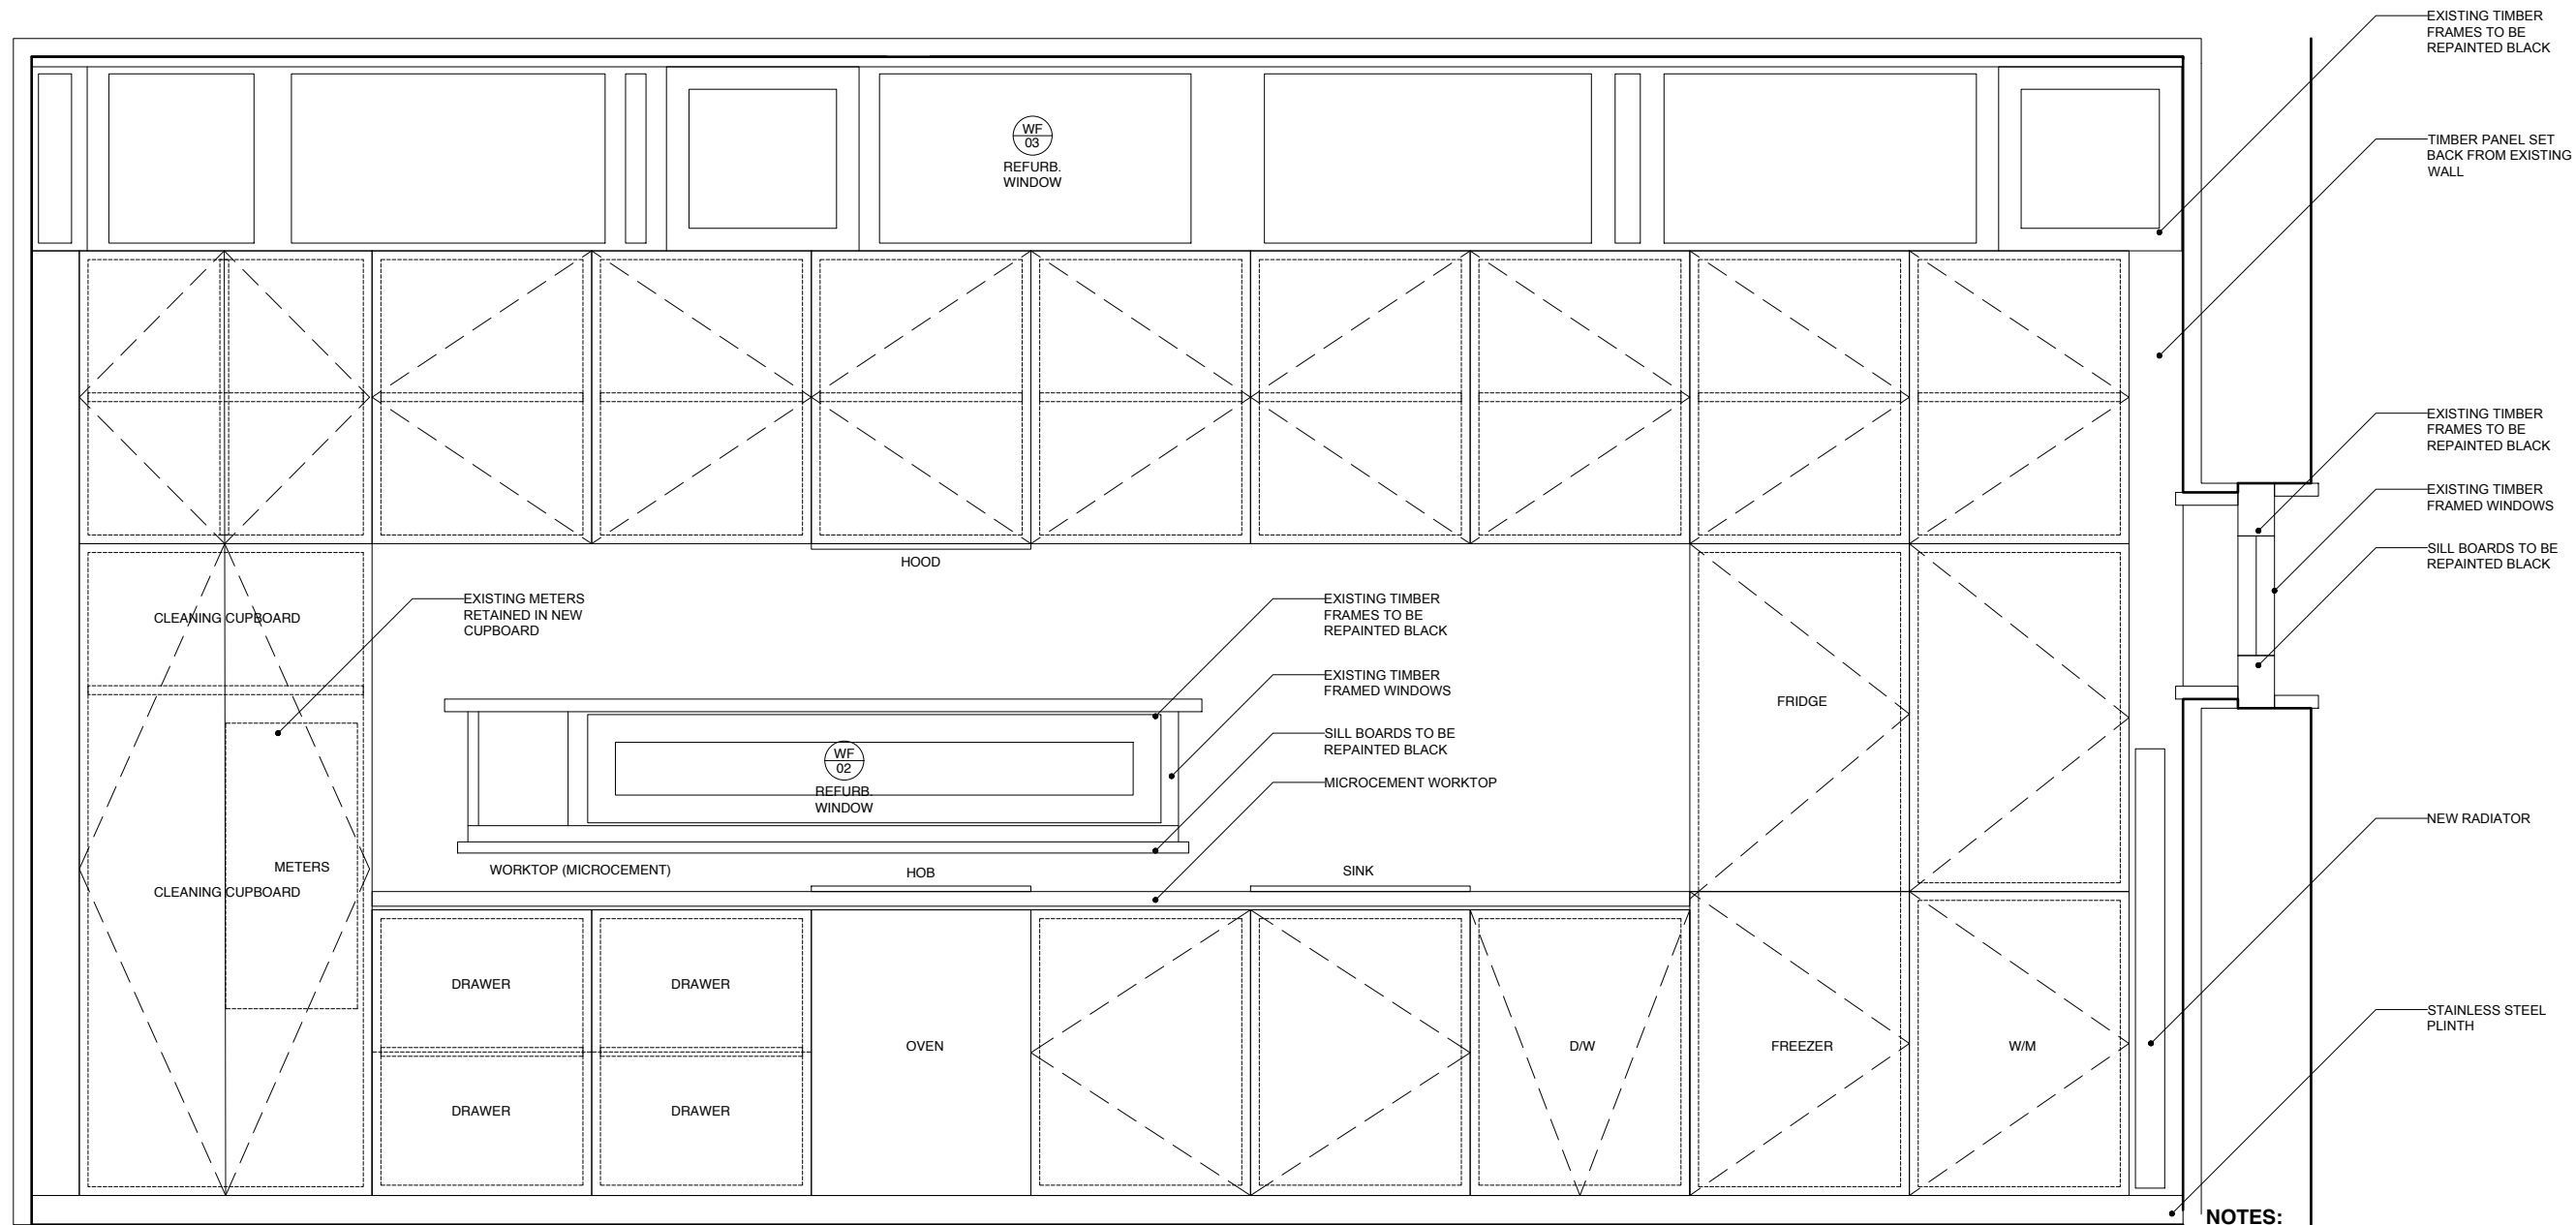 EXISTING TIMBER
FRAMES TO BE
REPAINTED BLACK
WF
03
REFURB.
WINDOW
TIMBER PANEL SET
BACK FROM EXISTING
WALL
EXISTING TIMBER
FRAMES TO BE
REPAINTED BLACK
EXISTING TIMBER
FRAMED WINDOWS
SILL BOARDS TO BE
REPAINTED BLACK
HOOD
CLEANING CUPBOARD
EXISTING METERS
RETAINED IN NEW
CUPBOARD
EXISTING TIMBER
FRAMES TO BE
REPAINTED BLACK
EXISTING TIMBER
FRAMED WINDOWS
SILL BOARDS TO BE
REPAINTED BLACK
MICROCEMENT WORKTOP
FRIDGE
WF
02
REFURB.
WINDOW
NEW RADIATOR
METERS
CLEANING CUPBOARD
WORKTOP (MICROCEMENT)
HOB
SINK
DRAWER
DRAWER
STAINLESS STEEL
PLINTH
OVEN
D/W
FREEZER
W/M
DRAWER
DRAWER
NOTES: